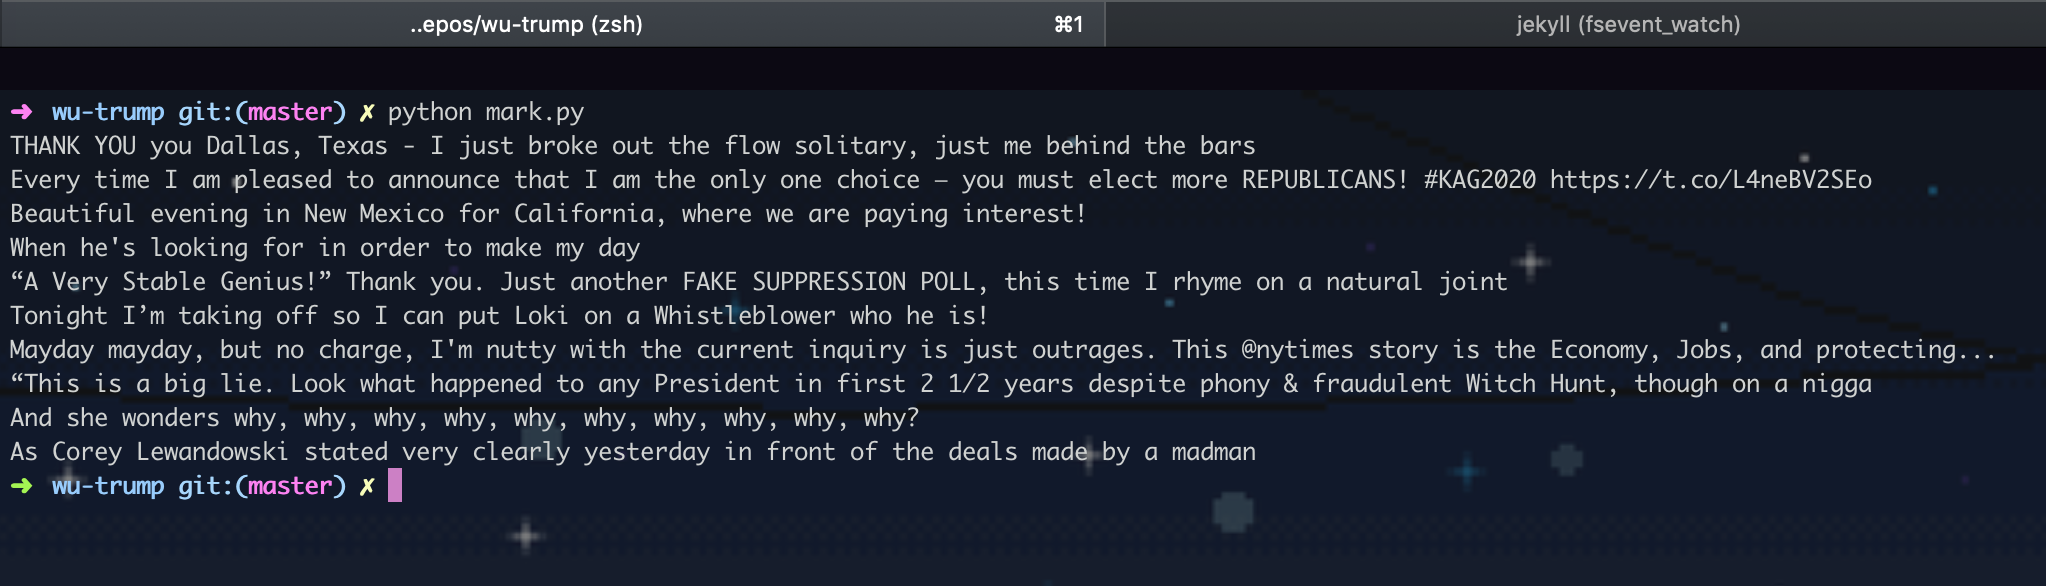 ..epos/wu-trump (zsh) ⌘1 jekyll (fsevent_watch)
➜ wu-trump git:(master) ✗ python mark.py
THANK YOU you Dallas, Texas - I just broke out the flow solitary, just me behind the bars
Every time I am pleased to announce that I am the only one choice – you must elect more REPUBLICANS! #KAG2020 https://t.co/L4neBV2SEo
Beautiful evening in New Mexico for California, where we are paying interest!
When he's looking for in order to make my day
“A Very Stable Genius!” Thank you. Just another FAKE SUPPRESSION POLL, this time I rhyme on a natural joint
Tonight I’m taking off so I can put Loki on a Whistleblower who he is!
Mayday mayday, but no charge, I'm nutty with the current inquiry is just outrages. This @nytimes story is the Economy, Jobs, and protecting...
“This is a big lie. Look what happened to any President in first 2 1/2 years despite phony & fraudulent Witch Hunt, though on a nigga
And she wonders why, why, why, why, why, why, why, why, why, why?
As Corey Lewandowski stated very clearly yesterday in front of the deals made by a madman
➜ wu-trump git:(master) ✗